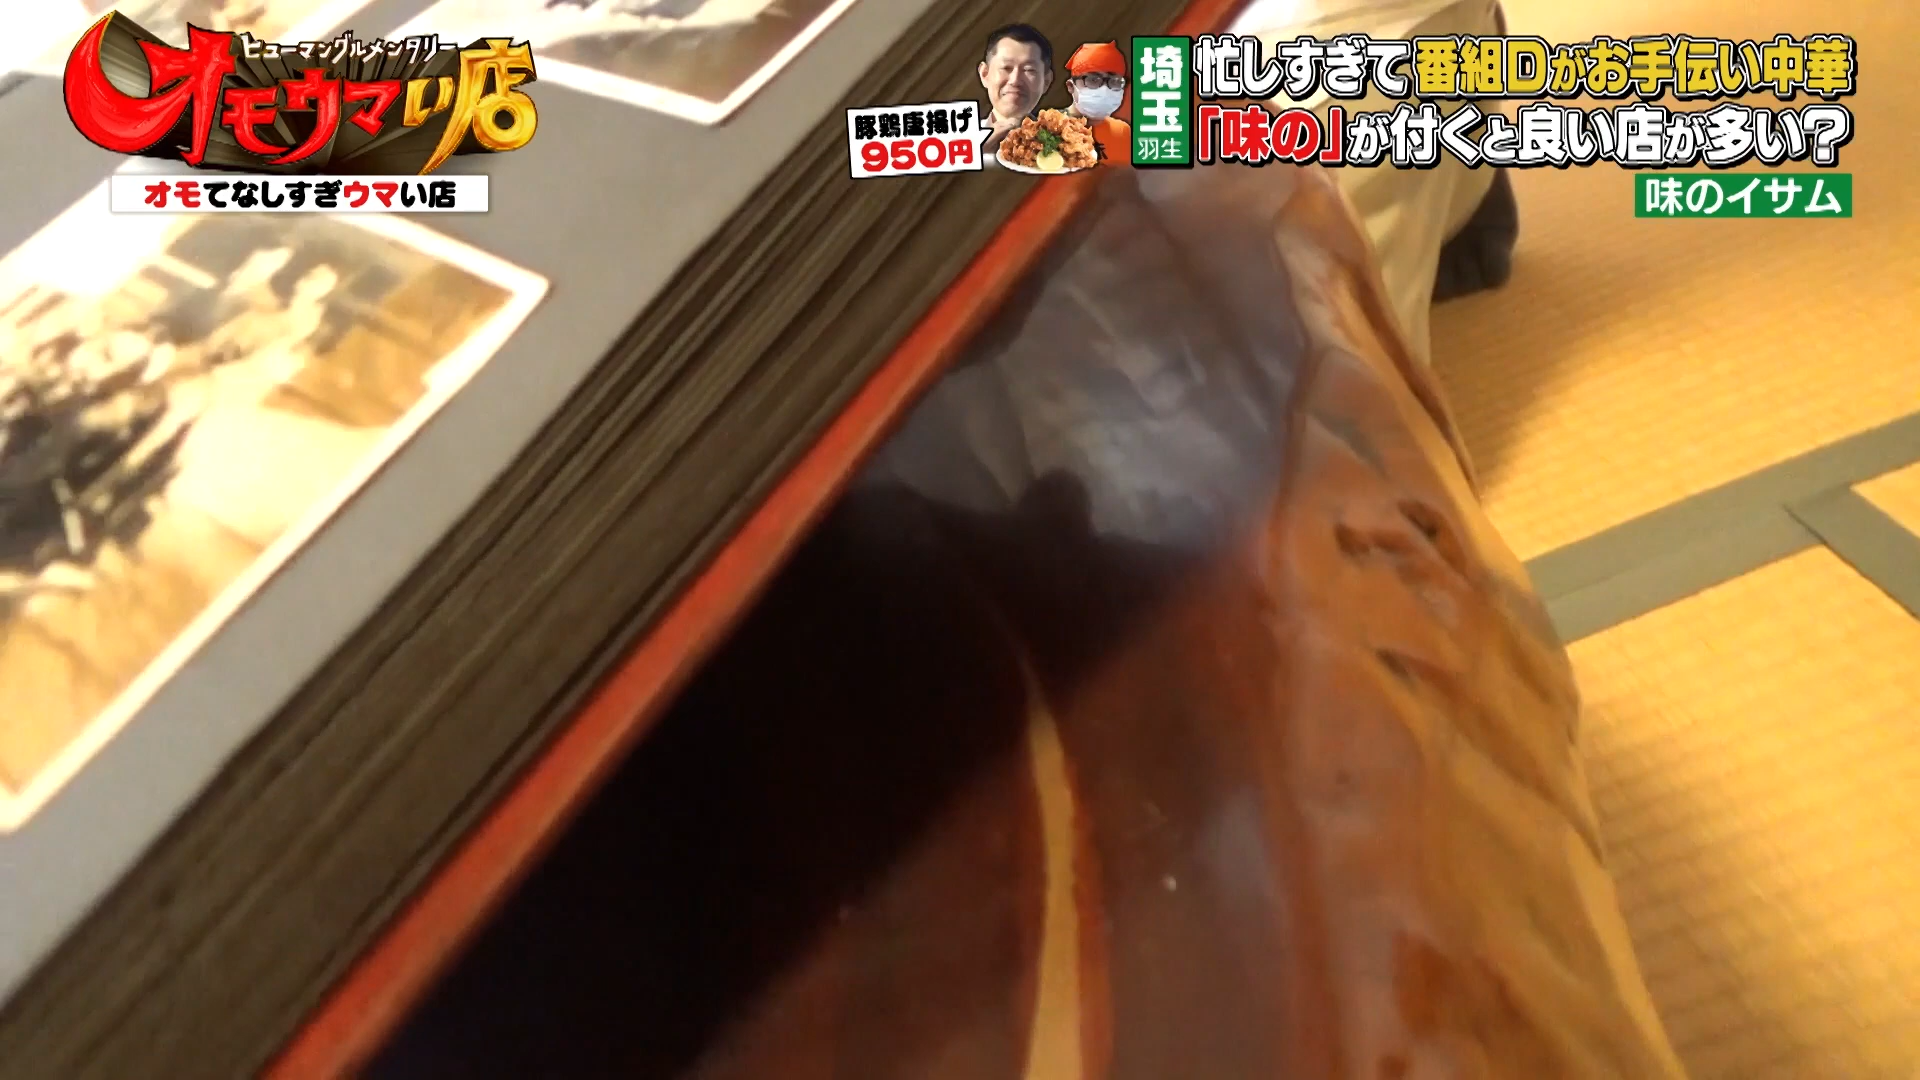 ヒューマングルメンタリー
オモウマい店
オモてなしすぎウマい店
豚鶏唐揚げ
950円
埼玉
羽生
忙しすぎて番組Dがお手伝い中華
「味の」が付くと良い店が多い?
味のイサム